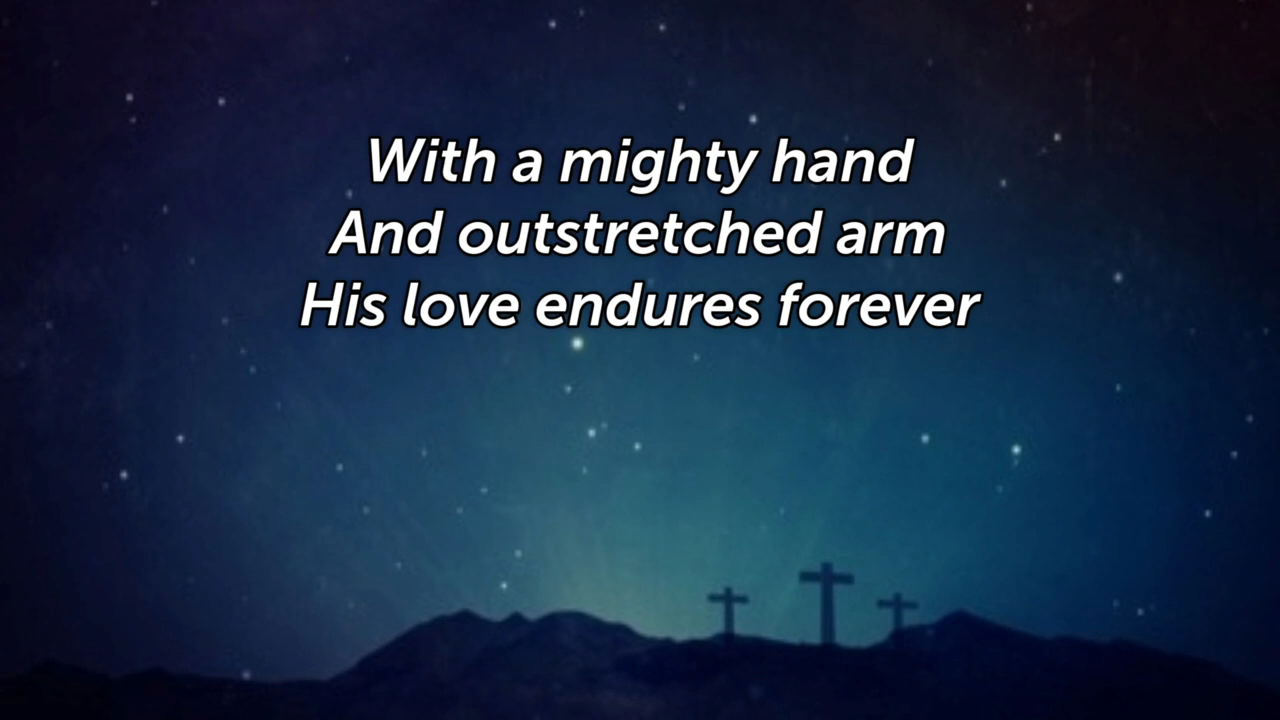 With a mighty hand
And outstretched arm
His love endures forever